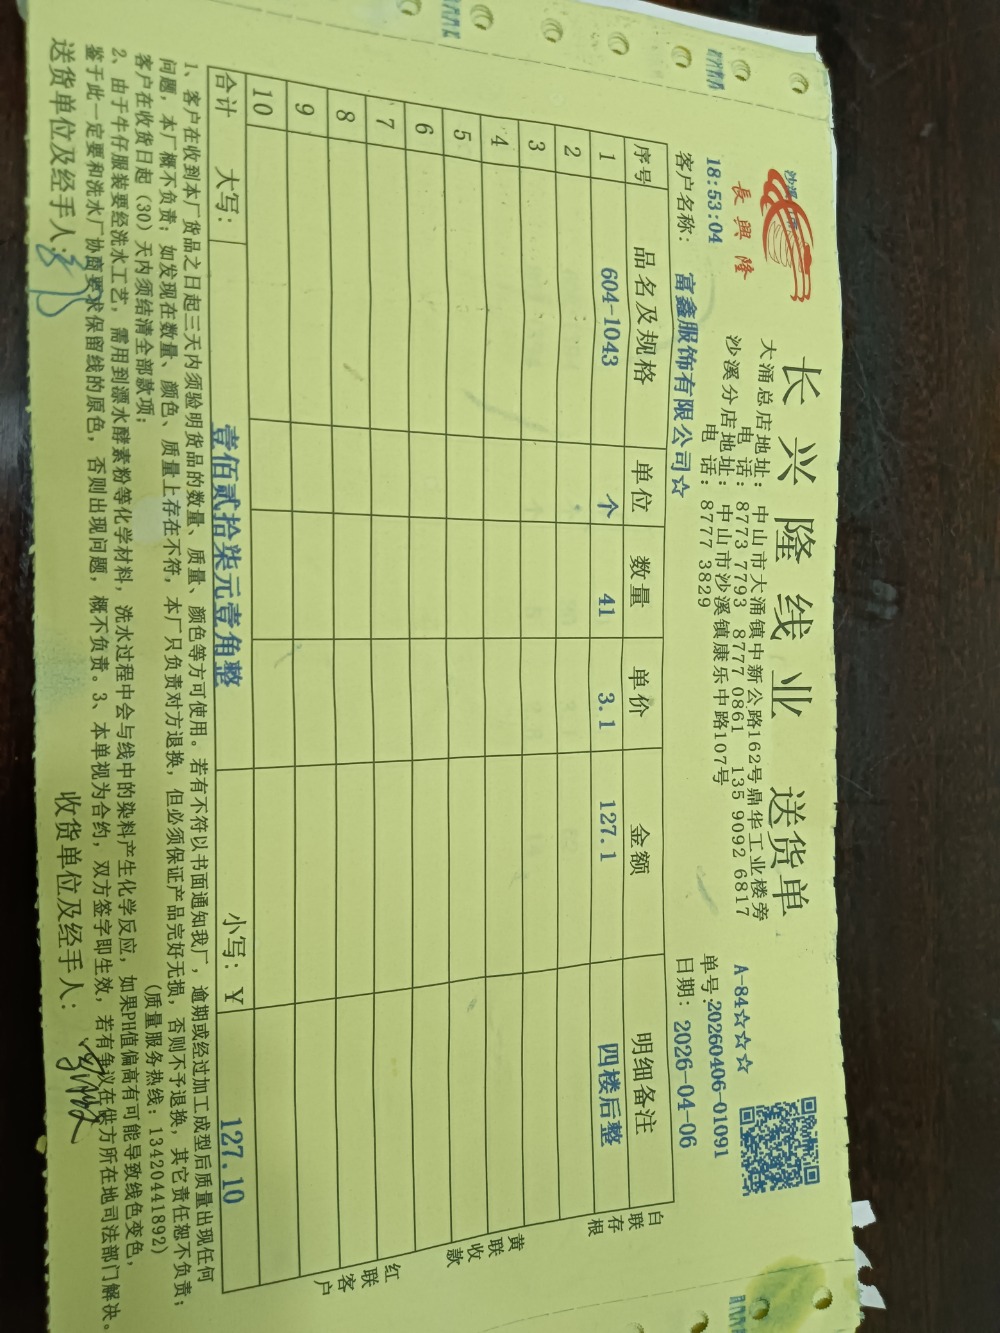 長興隆
长兴隆线业 送货单
大涌总店地址：中山市大涌镇中新公路162号鼎华工业楼旁
电 话：8773 7793 8777 0861 135 9092 6817
沙溪分店地址：中山市沙溪镇康乐中路107号
电 话：8777 3829
A-84☆☆☆
单号：20260406-01091
18:53:04
日期：2026-04-06
客户名称：富鑫服饰有限公司☆
序号 品名及规格 单位 数量 单价 金额 明细备注
1 604-1043 个 41 3.1 127.1 四楼后整
2
3
4
5
6
7
8
9
10
合计 大写：壹佰贰拾柒元壹角整 小写：¥ 127.10
白联存根
黄联收款
红联客户
1、客户在收到本厂货品之日起三天内须验明货品的数量、质量、颜色等方可使用。若有不符以书面通知我厂，逾期或经过加工成型后质量出现任何
问题，本厂概不负责；如发现在数量、颜色、质量上存在不符，本厂只负责对方退换，但必须保证产品完好无损，否则不予退换，其它责任恕不负责；
客户在收货日起（30）天内须结清全部款项； （质量服务热线：13420441892）
2、由于牛仔服装要经洗水工艺，需用到漂水酵素粉等化学材料，洗水过程中会与线中的染料产生化学反应，如果PH值偏高有可能导致线色变色，
鉴于此一定要和洗水厂协商要求保留线的原色，否则出现问题，概不负责。3、本单视为合约，双方签字即生效，若有争议在供方所在地司法部门解决。
送货单位及经手人：
收货单位及经手人：